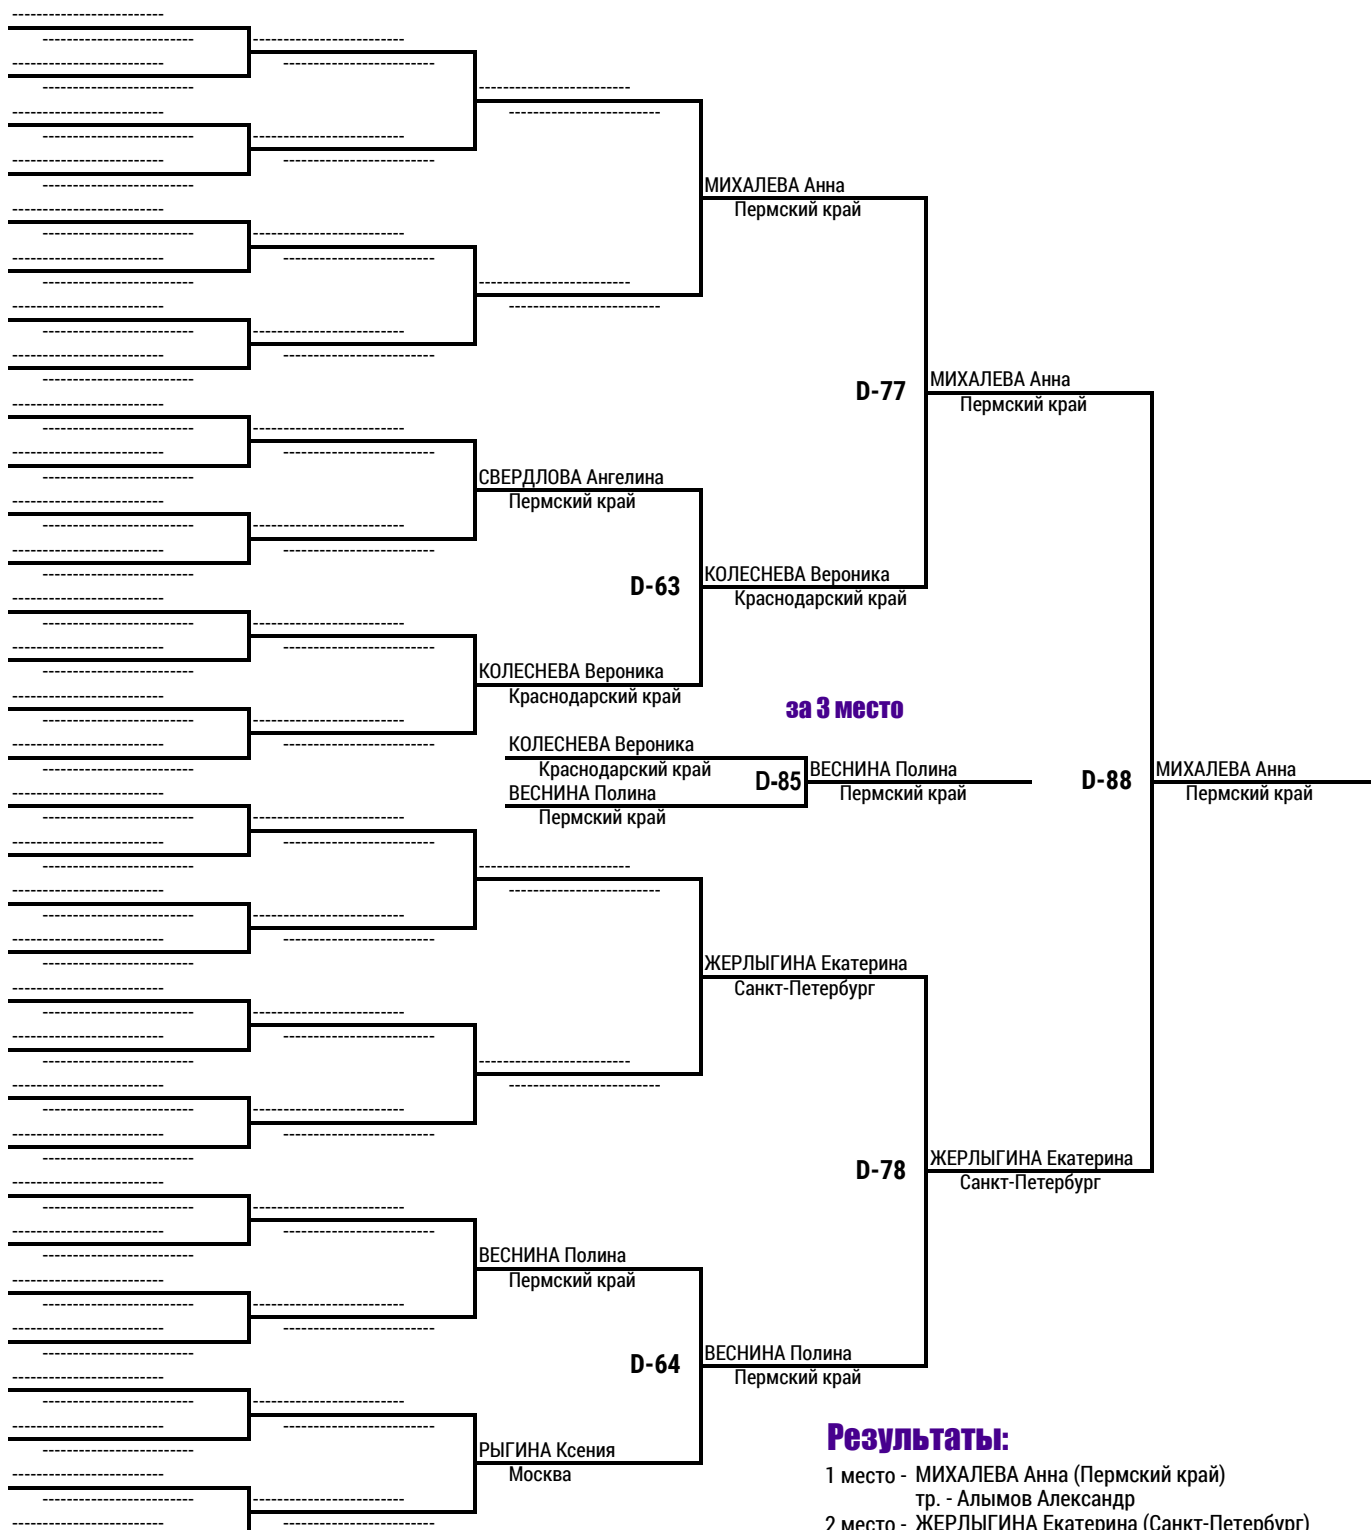 МИХАЛЕВА Анна
Пермский край
D-77
МИХАЛЕВА Анна
Пермский край
СВЕРДЛОВА Ангелина
Пермский край
D-63
КОЛЕСНЕВА Вероника
Краснодарский край
КОЛЕСНЕВА Вероника
Краснодарский край
за 3 место
КОЛЕСНЕВА Вероника
Краснодарский край
D-85
ВЕСНИНА Полина
Пермский край
ВЕСНИНА Полина
Пермский край
D-88
МИХАЛЕВА Анна
Пермский край
ЖЕРЛЫГИНА Екатерина
Санкт-Петербург
D-78
ЖЕРЛЫГИНА Екатерина
Санкт-Петербург
ВЕСНИНА Полина
Пермский край
D-64
ВЕСНИНА Полина
Пермский край
РЫГИНА Ксения
Москва
Результаты:
1 место - МИХАЛЕВА Анна (Пермский край)
тр. - Алымов Александр
2 место - ЖЕРЛЫГИНА Екатерина (Санкт-Петербург)